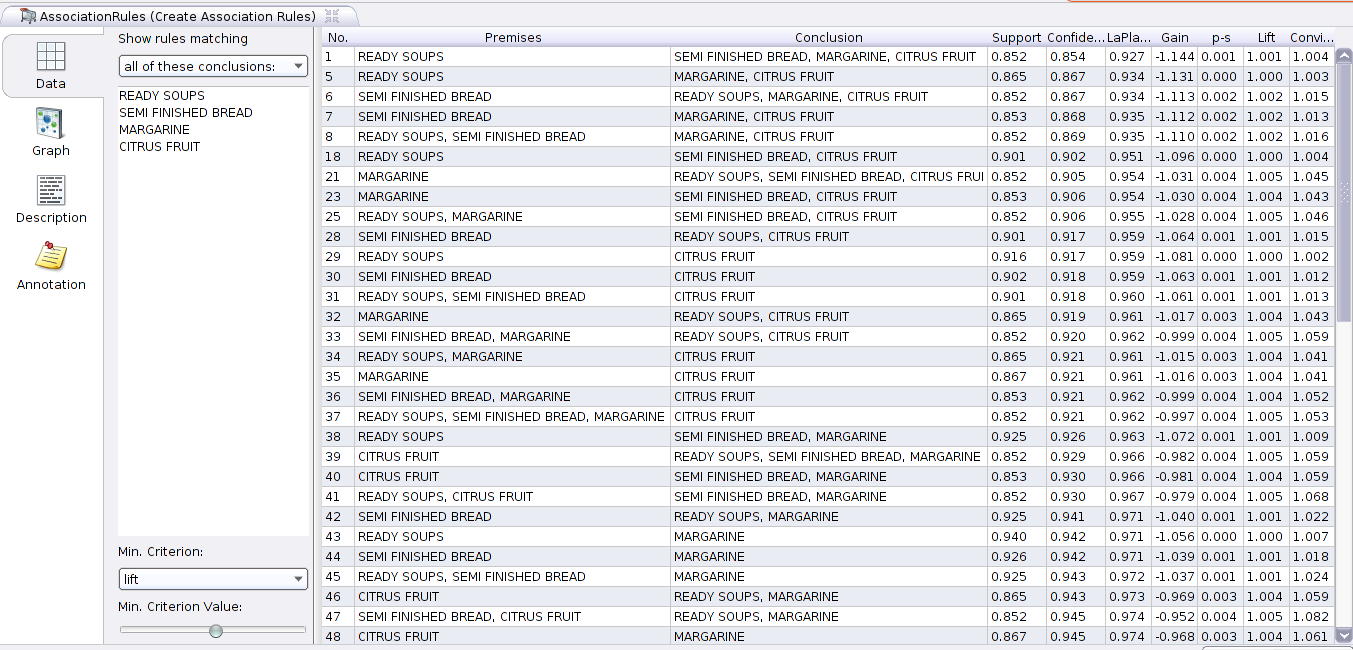 AssociationRules (Create Association Rules)
Data
Graph
Description
Annotation
Show rules matching
all of these conclusions:
READY SOUPS
SEMI FINISHED BREAD
MARGARINE
CITRUS FRUIT
Min. Criterion:
lift
Min. Criterion Value:
No. Premises Conclusion Support Confide... LaPla... Gain p-s Lift Convi...
1 READY SOUPS SEMI FINISHED BREAD, MARGARINE, CITRUS FRUIT 0.852 0.854 0.927 -1.144 0.001 1.001 1.004
5 READY SOUPS MARGARINE, CITRUS FRUIT 0.865 0.867 0.934 -1.131 0.000 1.000 1.003
6 SEMI FINISHED BREAD READY SOUPS, MARGARINE, CITRUS FRUIT 0.852 0.867 0.934 -1.113 0.002 1.002 1.015
7 SEMI FINISHED BREAD MARGARINE, CITRUS FRUIT 0.853 0.868 0.935 -1.112 0.002 1.002 1.013
8 READY SOUPS, SEMI FINISHED BREAD MARGARINE, CITRUS FRUIT 0.852 0.869 0.935 -1.110 0.002 1.002 1.016
18 READY SOUPS SEMI FINISHED BREAD, CITRUS FRUIT 0.901 0.902 0.951 -1.096 0.000 1.000 1.004
21 MARGARINE READY SOUPS, SEMI FINISHED BREAD, CITRUS FRUI 0.852 0.905 0.954 -1.031 0.004 1.005 1.045
23 MARGARINE SEMI FINISHED BREAD, CITRUS FRUIT 0.853 0.906 0.954 -1.030 0.004 1.004 1.043
25 READY SOUPS, MARGARINE SEMI FINISHED BREAD, CITRUS FRUIT 0.852 0.906 0.955 -1.028 0.004 1.005 1.046
28 SEMI FINISHED BREAD READY SOUPS, CITRUS FRUIT 0.901 0.917 0.959 -1.064 0.001 1.001 1.015
29 READY SOUPS CITRUS FRUIT 0.916 0.917 0.959 -1.081 0.000 1.000 1.002
30 SEMI FINISHED BREAD CITRUS FRUIT 0.902 0.918 0.959 -1.063 0.001 1.001 1.012
31 READY SOUPS, SEMI FINISHED BREAD CITRUS FRUIT 0.901 0.918 0.960 -1.061 0.001 1.001 1.013
32 MARGARINE READY SOUPS, CITRUS FRUIT 0.865 0.919 0.961 -1.017 0.003 1.004 1.043
33 SEMI FINISHED BREAD, MARGARINE READY SOUPS, CITRUS FRUIT 0.852 0.920 0.962 -0.999 0.004 1.005 1.059
34 READY SOUPS, MARGARINE CITRUS FRUIT 0.865 0.921 0.961 -1.015 0.003 1.004 1.041
35 MARGARINE CITRUS FRUIT 0.867 0.921 0.961 -1.016 0.003 1.004 1.041
36 SEMI FINISHED BREAD, MARGARINE CITRUS FRUIT 0.853 0.921 0.962 -0.999 0.004 1.004 1.052
37 READY SOUPS, SEMI FINISHED BREAD, MARGARINE CITRUS FRUIT 0.852 0.921 0.962 -0.997 0.004 1.005 1.053
38 READY SOUPS SEMI FINISHED BREAD, MARGARINE 0.925 0.926 0.963 -1.072 0.001 1.001 1.009
39 CITRUS FRUIT READY SOUPS, SEMI FINISHED BREAD, MARGARINE 0.852 0.929 0.966 -0.982 0.004 1.005 1.059
40 CITRUS FRUIT SEMI FINISHED BREAD, MARGARINE 0.853 0.930 0.966 -0.981 0.004 1.004 1.059
41 READY SOUPS, CITRUS FRUIT SEMI FINISHED BREAD, MARGARINE 0.852 0.930 0.967 -0.979 0.004 1.005 1.068
42 SEMI FINISHED BREAD READY SOUPS, MARGARINE 0.925 0.941 0.971 -1.040 0.001 1.001 1.022
43 READY SOUPS MARGARINE 0.940 0.942 0.971 -1.056 0.000 1.000 1.007
44 SEMI FINISHED BREAD MARGARINE 0.926 0.942 0.971 -1.039 0.001 1.001 1.018
45 READY SOUPS, SEMI FINISHED BREAD MARGARINE 0.925 0.943 0.972 -1.037 0.001 1.001 1.024
46 CITRUS FRUIT READY SOUPS, MARGARINE 0.865 0.943 0.973 -0.969 0.003 1.004 1.059
47 SEMI FINISHED BREAD, CITRUS FRUIT READY SOUPS, MARGARINE 0.852 0.945 0.974 -0.952 0.004 1.005 1.082
48 CITRUS FRUIT MARGARINE 0.867 0.945 0.974 -0.968 0.003 1.004 1.061